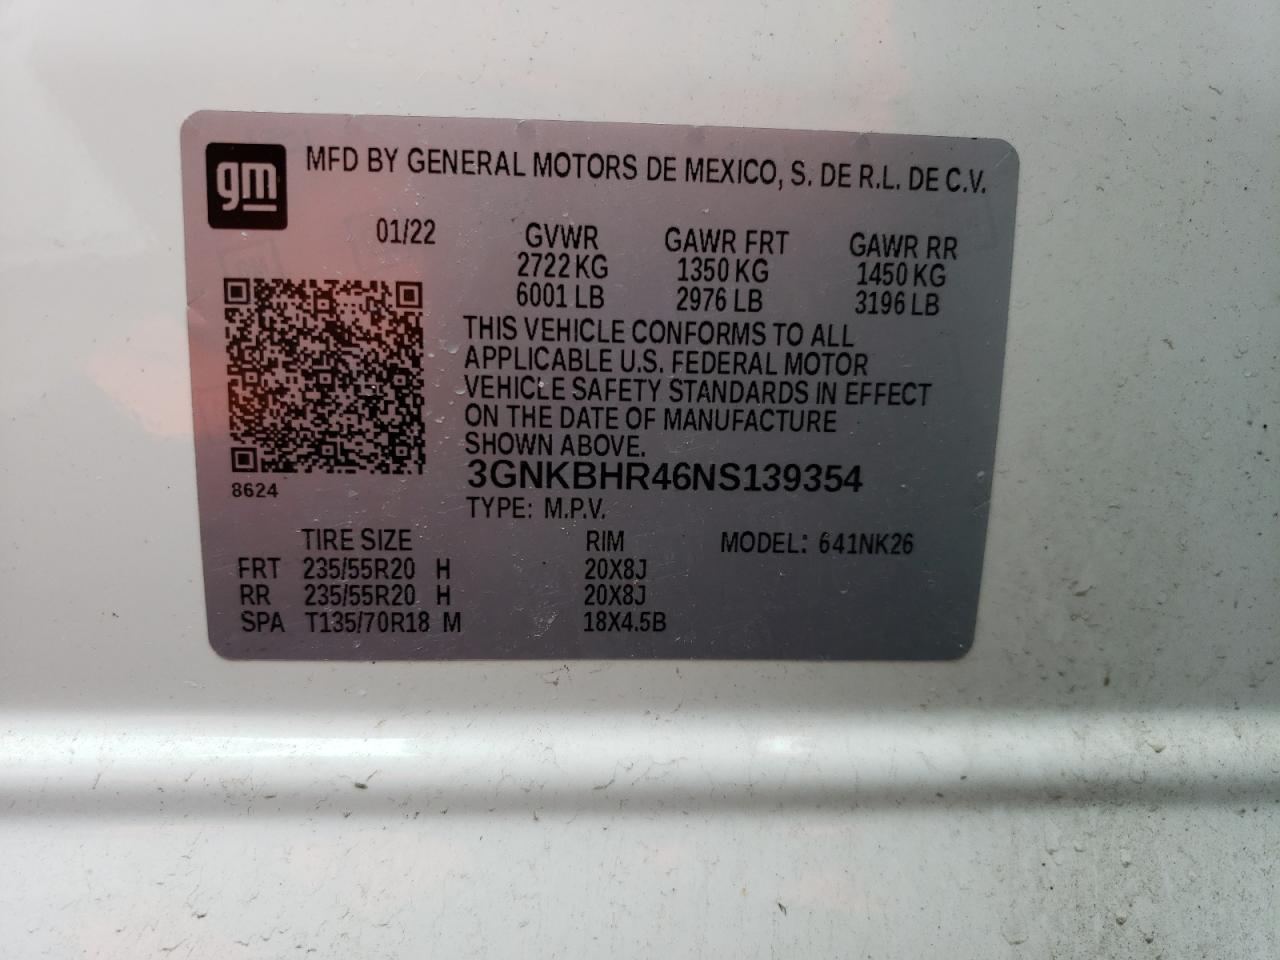 gm
MFD BY GENERAL MOTORS DE MEXICO, S. DE R.L. DE C.V.
01/22 GVWR GAWR FRT GAWR RR
2722 KG 1350 KG 1450 KG
6001 LB 2976 LB 3196 LB
THIS VEHICLE CONFORMS TO ALL
APPLICABLE U.S. FEDERAL MOTOR
VEHICLE SAFETY STANDARDS IN EFFECT
ON THE DATE OF MANUFACTURE
SHOWN ABOVE.
3GNKBHR46NS139354
8624
TYPE: M.P.V.
TIRE SIZE RIM MODEL: 641NK26
FRT 235/55R20 H 20X8J
RR 235/55R20 H 20X8J
SPA T135/70R18 M 18X4.5B